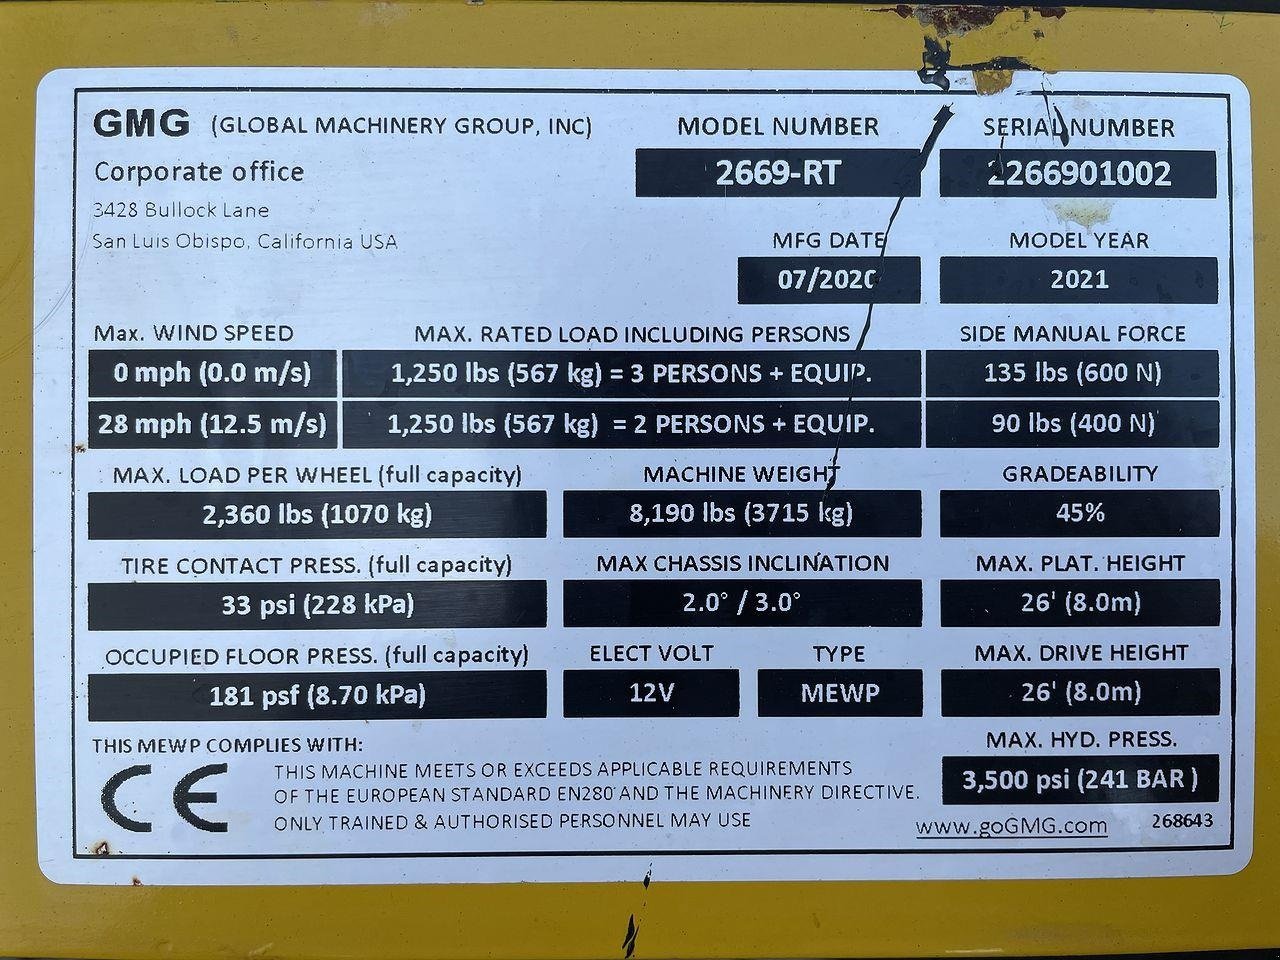 GMG (GLOBAL MACHINERY GROUP, INC)
Corporate office
3428 Bullock Lane
San Luis Obispo, California USA
MODEL NUMBER
2669-RT
SERIAL NUMBER
2266901002
MFG DATE
07/2020
MODEL YEAR
2021
Max. WIND SPEED MAX. RATED LOAD INCLUDING PERSONS SIDE MANUAL FORCE
0 mph (0.0 m/s) 1,250 lbs (567 kg) = 3 PERSONS + EQUIP. 135 lbs (600 N)
28 mph (12.5 m/s) 1,250 lbs (567 kg) = 2 PERSONS + EQUIP. 90 lbs (400 N)
MAX. LOAD PER WHEEL (full capacity) MACHINE WEIGHT GRADEABILITY
2,360 lbs (1070 kg) 8,190 lbs (3715 kg) 45%
TIRE CONTACT PRESS. (full capacity) MAX CHASSIS INCLINATION MAX. PLAT. HEIGHT
33 psi (228 kPa) 2.0° / 3.0° 26' (8.0m)
OCCUPIED FLOOR PRESS. (full capacity) ELECT VOLT TYPE MAX. DRIVE HEIGHT
181 psf (8.70 kPa) 12V MEWP 26' (8.0m)
THIS MEWP COMPLIES WITH:
CE
THIS MACHINE MEETS OR EXCEEDS APPLICABLE REQUIREMENTS
OF THE EUROPEAN STANDARD EN280 AND THE MACHINERY DIRECTIVE.
ONLY TRAINED & AUTHORISED PERSONNEL MAY USE
MAX. HYD. PRESS.
3,500 psi (241 BAR )
www.goGMG.com 268643